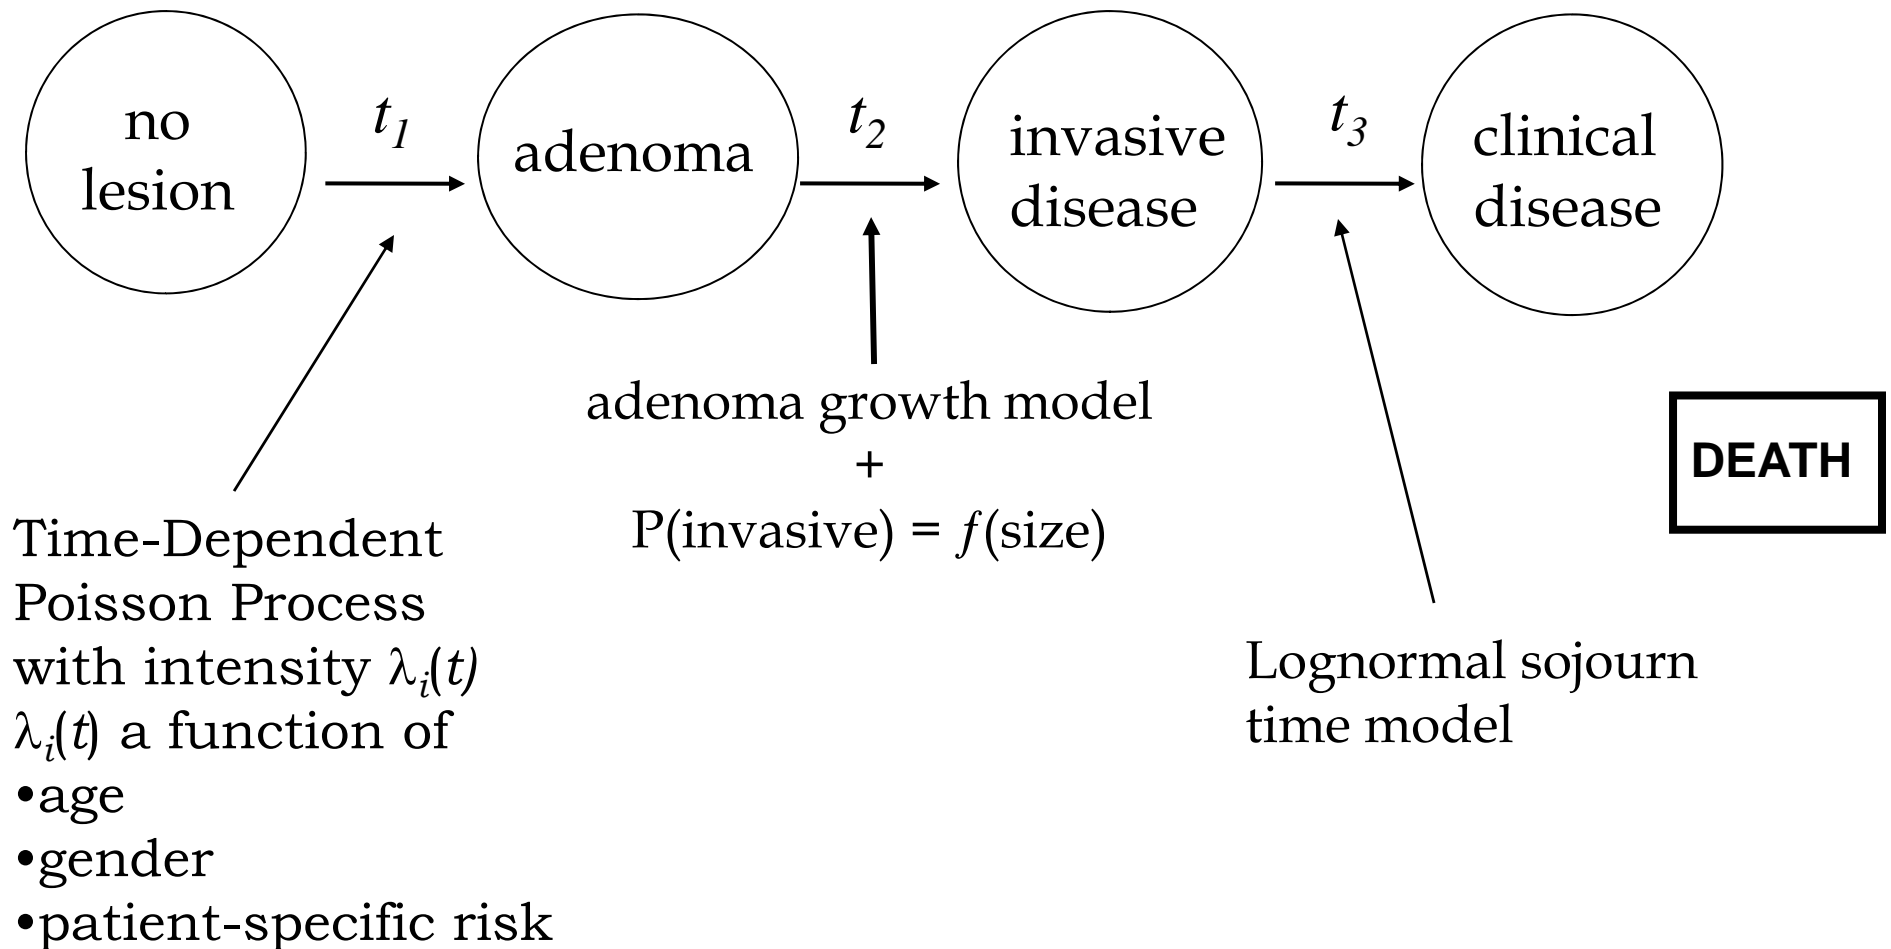 no
lesion
t1
adenoma
t2
invasive
disease
t3
clinical
disease
adenoma growth model
+
P(invasive) = f(size)
DEATH
Time-Dependent
Poisson Process
with intensity λi(t)
λi(t) a function of
•age
•gender
•patient-specific risk
Lognormal sojourn
time model